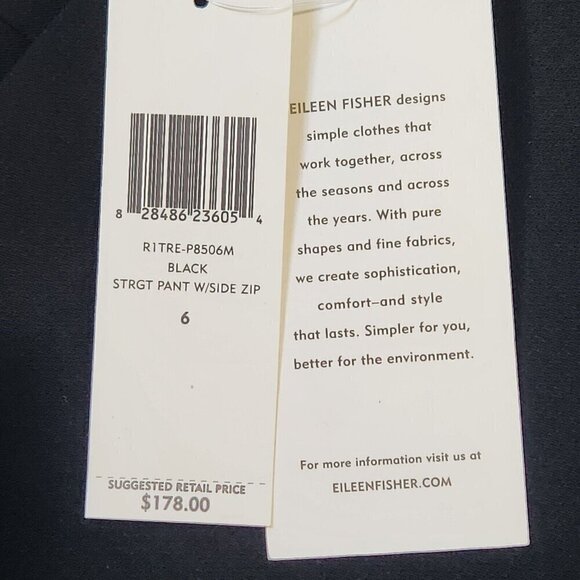 8 28486 23605 4
R1TRE-P8506M
BLACK
STRGT PANT W/SIDE ZIP
6
SUGGESTED RETAIL PRICE
$178.00
EILEEN FISHER designs
simple clothes that
work together, across
the seasons and across
the years. With pure
shapes and fine fabrics,
we create sophistication,
comfort–and style
that lasts. Simpler for you,
better for the environment.
For more information visit us at
EILEENFISHER.COM